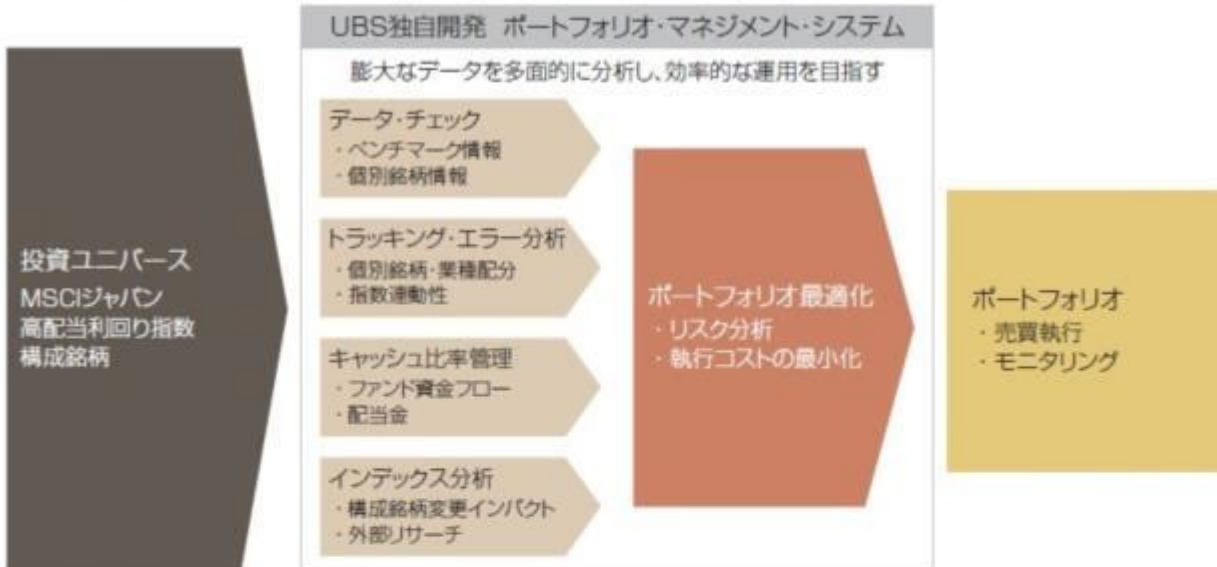 UBS独自開発 ポートフォリオ・マネジメント・システム
膨大なデータを多面的に分析し、効率的な運用を目指す
投資ユニバース
MSCIジャパン
高配当利回り指数
構成銘柄
データ・チェック
・ベンチマーク情報
・個別銘柄情報
トラッキング・エラー分析
・個別銘柄・業種配分
・指数連動性
キャッシュ比率管理
・ファンド資金フロー
・配当金
インデックス分析
・構成銘柄変更インパクト
・外部リサーチ
ポートフォリオ最適化
・リスク分析
・執行コストの最小化
ポートフォリオ
・売買執行
・モニタリング